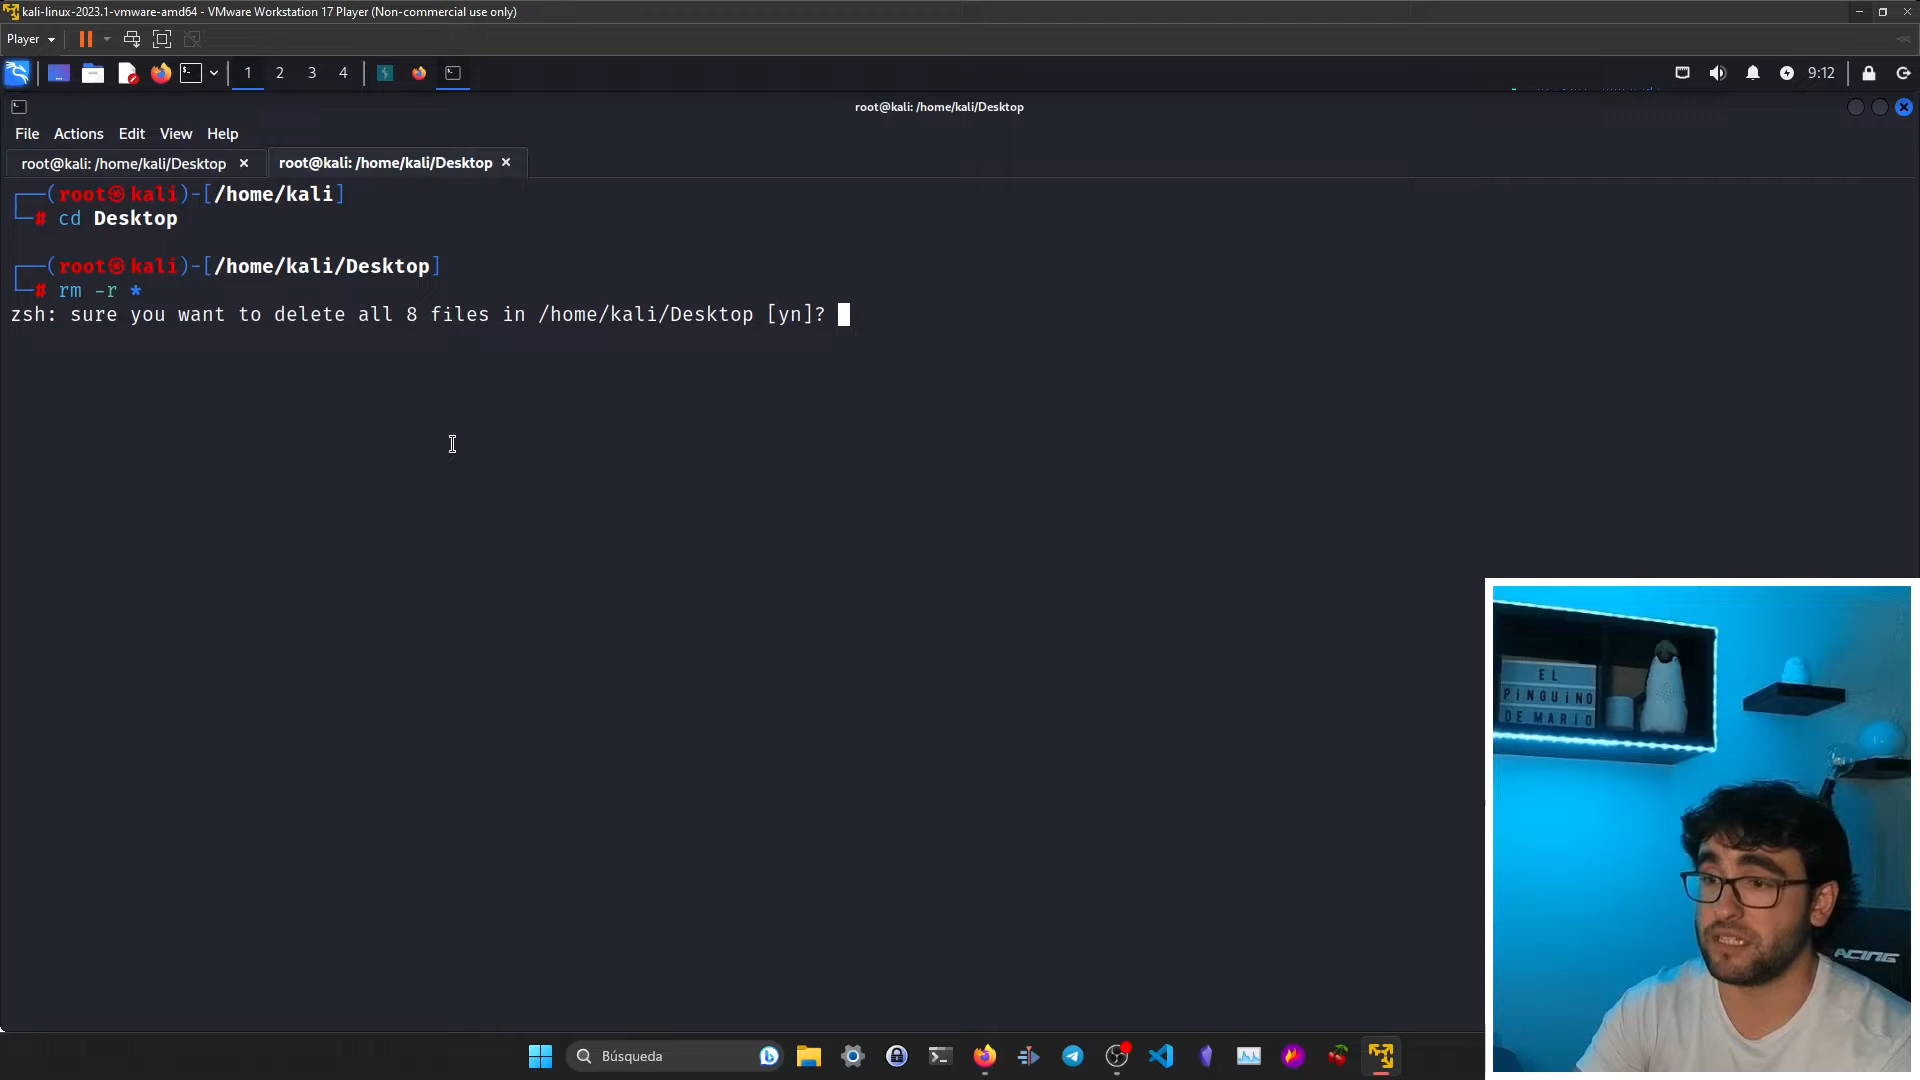 kali-linux-2023.1-vmware-amd64 - VMware Workstation 17 Player (Non-commercial use only)
Player
1 2 3 4
9:12
root@kali: /home/kali/Desktop
File Actions Edit View Help
root@kali: /home/kali/Desktop
root@kali: /home/kali/Desktop
┌──(root㉿kali)-[/home/kali]
└─# cd Desktop
┌──(root㉿kali)-[/home/kali/Desktop]
└─# rm -r *
zsh: sure you want to delete all 8 files in /home/kali/Desktop [yn]?
EL
PiNGUiNO
DE MARiO
ACING
Búsqueda